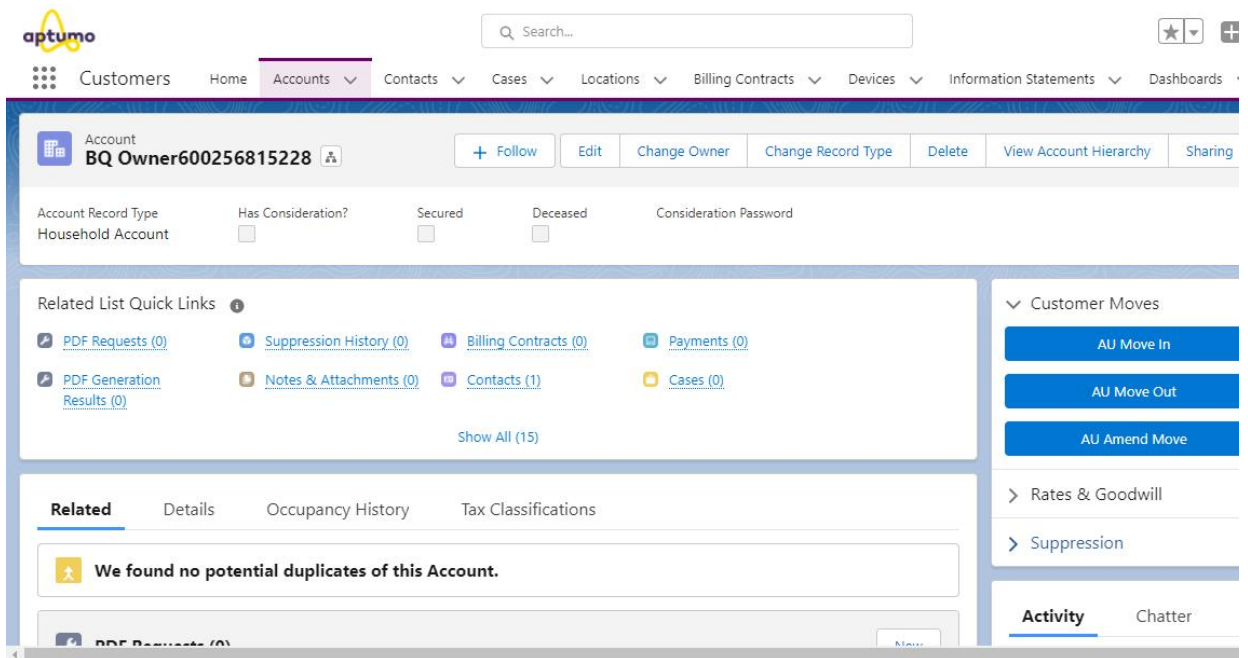 aptumo
Search...
Customers Home Accounts Contacts Cases Locations Billing Contracts Devices Information Statements Dashboards
Account
BQ Owner600256815228
+ Follow Edit Change Owner Change Record Type Delete View Account Hierarchy Sharing
Account Record Type Has Consideration? Secured Deceased Consideration Password
Household Account
Related List Quick Links
PDF Requests (0) Suppression History (0) Billing Contracts (0) Payments (0)
PDF Generation Results (0) Notes & Attachments (0) Contacts (1) Cases (0)
Show All (15)
Customer Moves
AU Move In
AU Move Out
AU Amend Move
Rates & Goodwill
Suppression
Related Details Occupancy History Tax Classifications
We found no potential duplicates of this Account.
PDF Requests (0) New
Activity Chatter